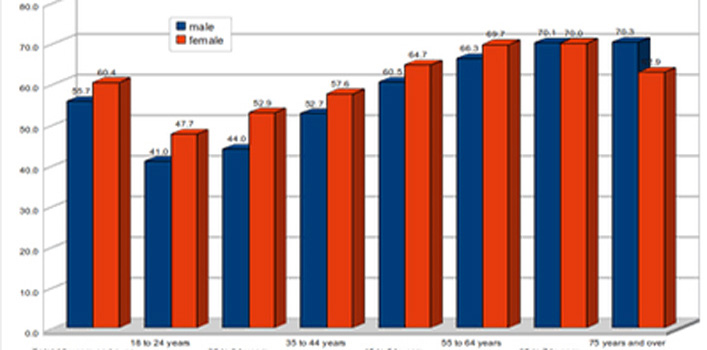 80.0
70.0
60.0
50.0
40.0
30.0
20.0
10.0
0.0
male
female
55.7 60.4
41.0 47.7
44.0 52.9
52.7 57.6
60.5 64.7
66.3 69.7
70.1 70.0
70.3
18 to 24 years
35 to 44 years
55 to 64 years
75 years and over